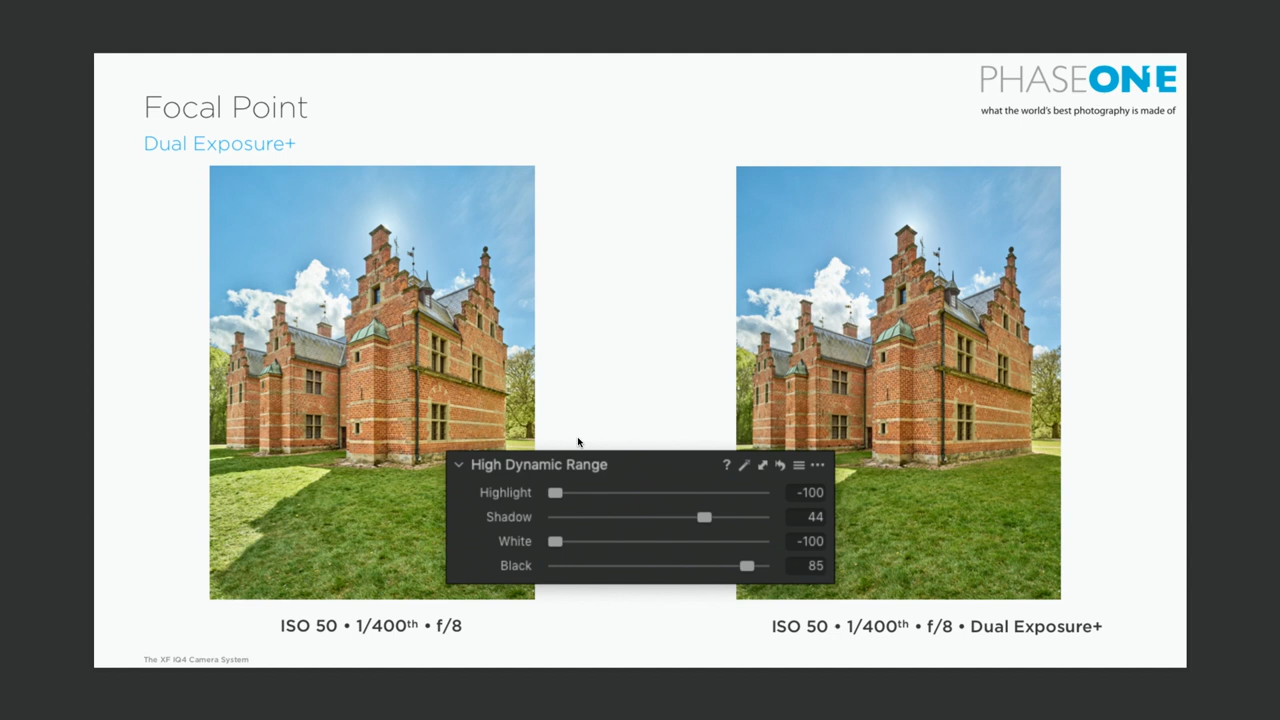 PHASEONE
what the world's best photography is made of
Focal Point
Dual Exposure+
High Dynamic Range ?
Highlight -100
Shadow 44
White -100
Black 85
ISO 50 • 1/400th • f/8
ISO 50 • 1/400th • f/8 • Dual Exposure+
The XF IQ4 Camera System